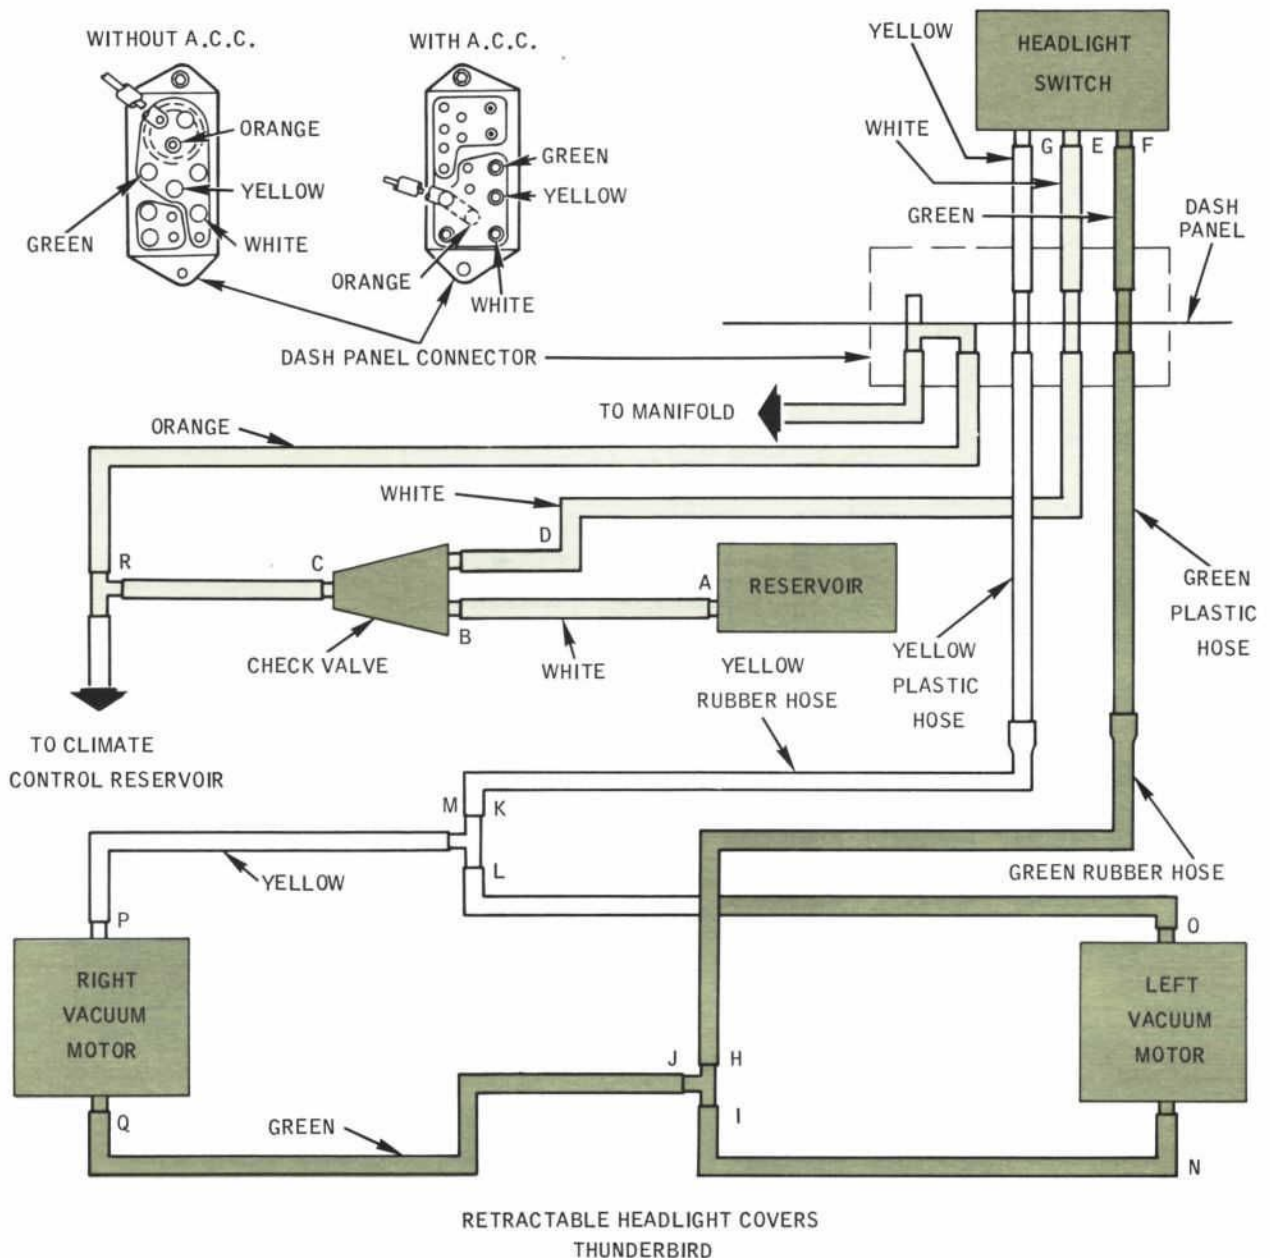 WITHOUT A.C.C.
WITH A.C.C.
ORANGE
YELLOW
GREEN
WHITE
GREEN
YELLOW
ORANGE
WHITE
DASH PANEL CONNECTOR
YELLOW
HEADLIGHT
SWITCH
WHITE
G
E
F
GREEN
DASH
PANEL
TO MANIFOLD
ORANGE
WHITE
D
R
C
A
RESERVOIR
B
CHECK VALVE
WHITE
GREEN
PLASTIC
HOSE
YELLOW
RUBBER HOSE
YELLOW
PLASTIC
HOSE
TO CLIMATE
CONTROL RESERVOIR
M
K
L
YELLOW
GREEN RUBBER HOSE
P
O
RIGHT
VACUUM
MOTOR
LEFT
VACUUM
MOTOR
J
H
Q
GREEN
I
N
RETRACTABLE HEADLIGHT COVERS
THUNDERBIRD